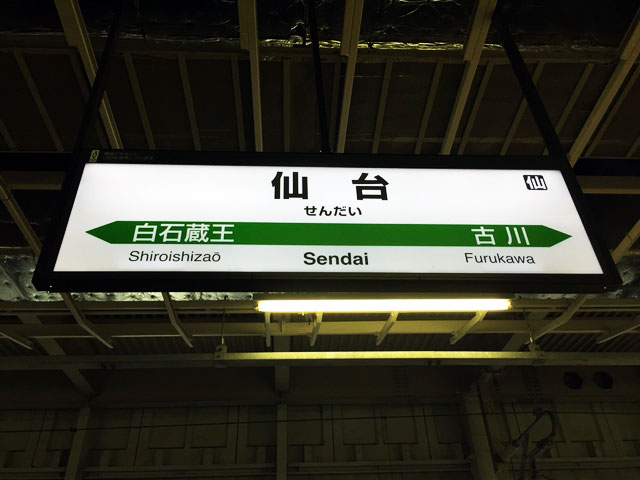 仙台
仙
せんだい
白石蔵王 古川
Shiroishizaō Sendai Furukawa